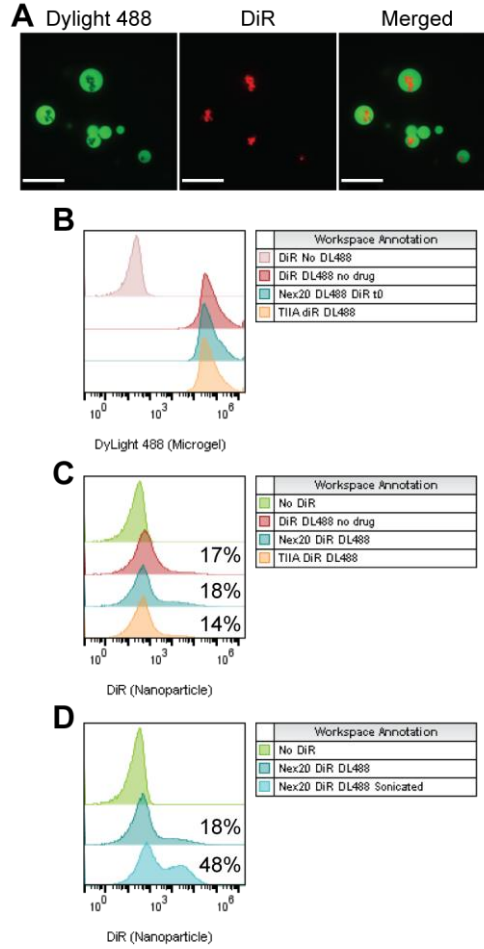 A
Dylight 488 DiR Merged
B
Workspace Annotation
DiR No DL488
DiR DL488 no drug
Nex20 DL488 DiR t0
TIIA diR DL488
10^0 10^3 10^6
DyLight 488 (Microgel)
C
Workspace Annotation
No DiR
DiR DL488 no drug
Nex20 DiR DL488
TIIA DiR DL488
17%
18%
14%
10^0 10^3 10^6
DiR (Nanoparticle)
D
Workspace Annotation
No DiR
Nex20 DiR DL488
Nex20 DiR DL488 Sonicated
18%
48%
10^0 10^3 10^6
DiR (Nanoparticle)